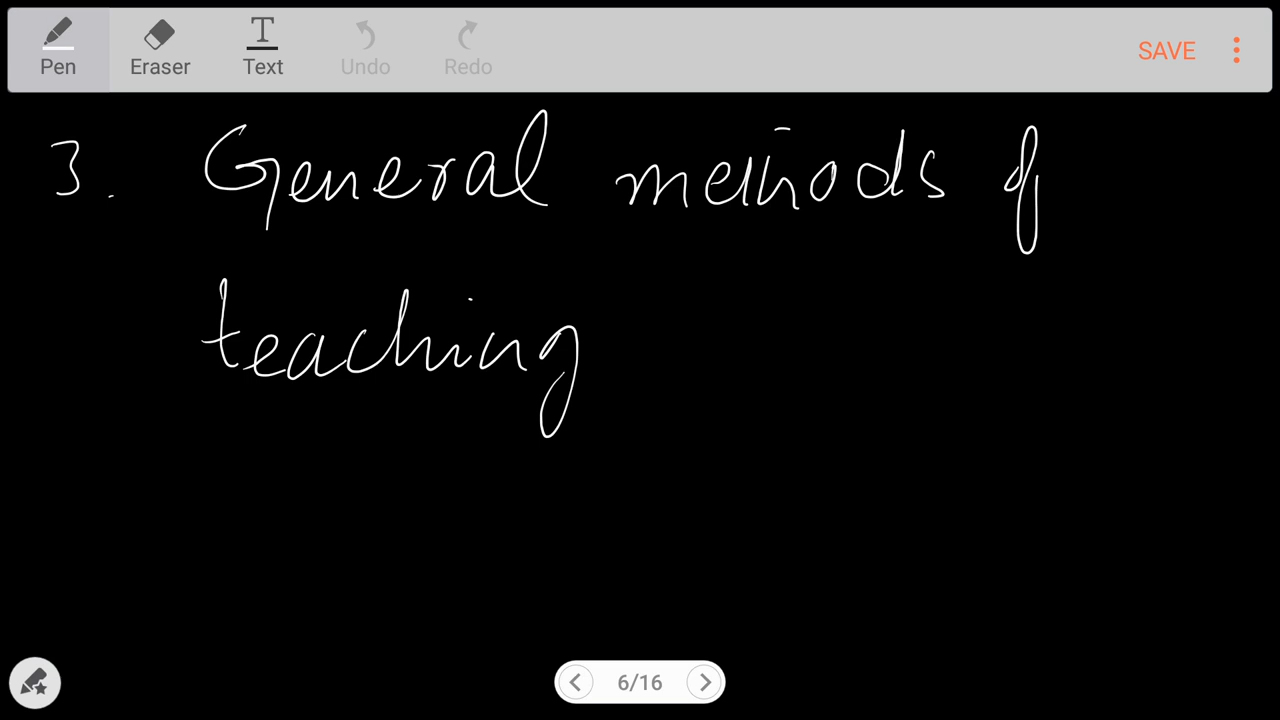 Pen Eraser Text Undo Redo SAVE
3. General methods of
teaching
6/16